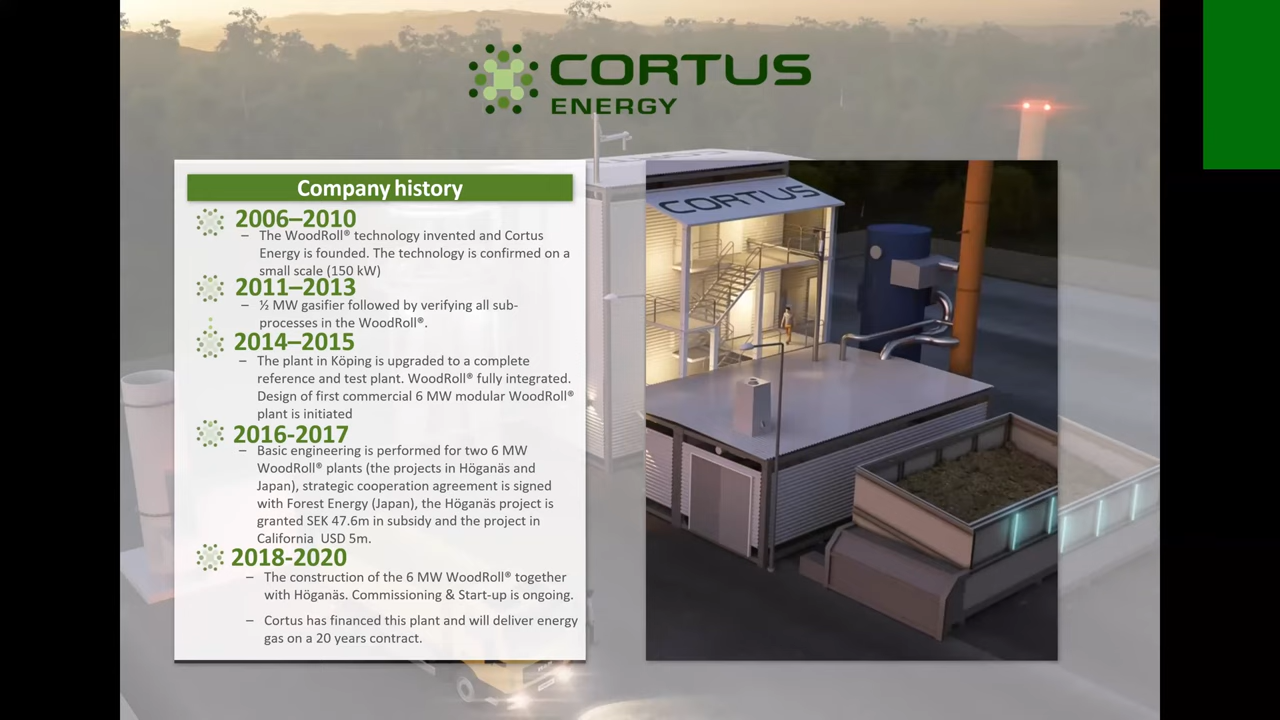 CORTUS
ENERGY
Company history
2006–2010
– The WoodRoll® technology invented and Cortus
Energy is founded. The technology is confirmed on a
small scale (150 kW)
2011–2013
– ½ MW gasifier followed by verifying all sub-
processes in the WoodRoll®.
2014–2015
– The plant in Köping is upgraded to a complete
reference and test plant. WoodRoll® fully integrated.
Design of first commercial 6 MW modular WoodRoll®
plant is initiated
2016-2017
– Basic engineering is performed for two 6 MW
WoodRoll® plants (the projects in Höganäs and
Japan), strategic cooperation agreement is signed
with Forest Energy (Japan), the Höganäs project is
granted SEK 47.6m in subsidy and the project in
California USD 5m.
2018-2020
– The construction of the 6 MW WoodRoll® together
with Höganäs. Commissioning & Start-up is ongoing.
– Cortus has financed this plant and will deliver energy
gas on a 20 years contract.
CORTUS